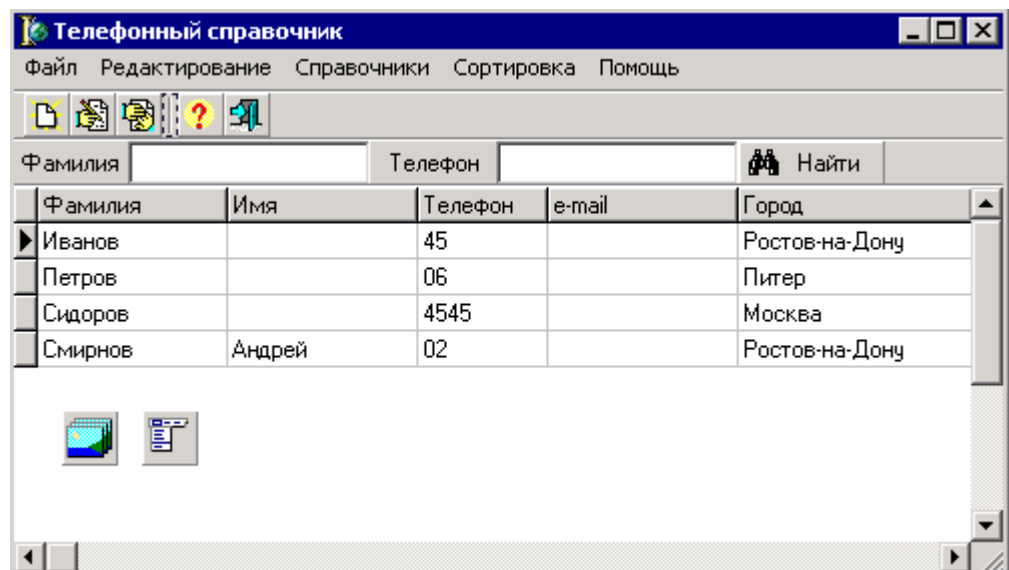 Телефонный справочник
Файл Редактирование Справочники Сортировка Помощь
Фамилия Телефон Найти
Фамилия Имя Телефон e-mail Город
Иванов 45 Ростов-на-Дону
Петров 06 Питер
Сидоров 4545 Москва
Смирнов Андрей 02 Ростов-на-Дону